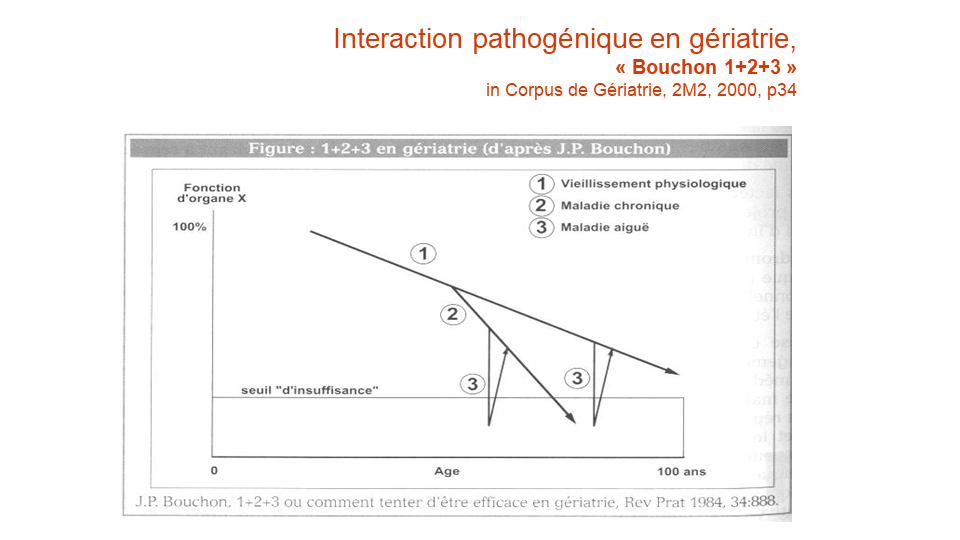 Interaction pathogénique en gériatrie,
« Bouchon 1+2+3 »
in Corpus de Gériatrie, 2M2, 2000, p34
Figure : 1+2+3 en gériatrie (d'après J.P. Bouchon)
Fonction
d'organe X
1 Vieillissement physiologique
2 Maladie chronique
3 Maladie aiguë
100%
1
2
3
3
seuil "d'insuffisance"
0
Age
100 ans
J.P. Bouchon, 1+2+3 ou comment tenter d'être efficace en gériatrie, Rev Prat 1984, 34:888.